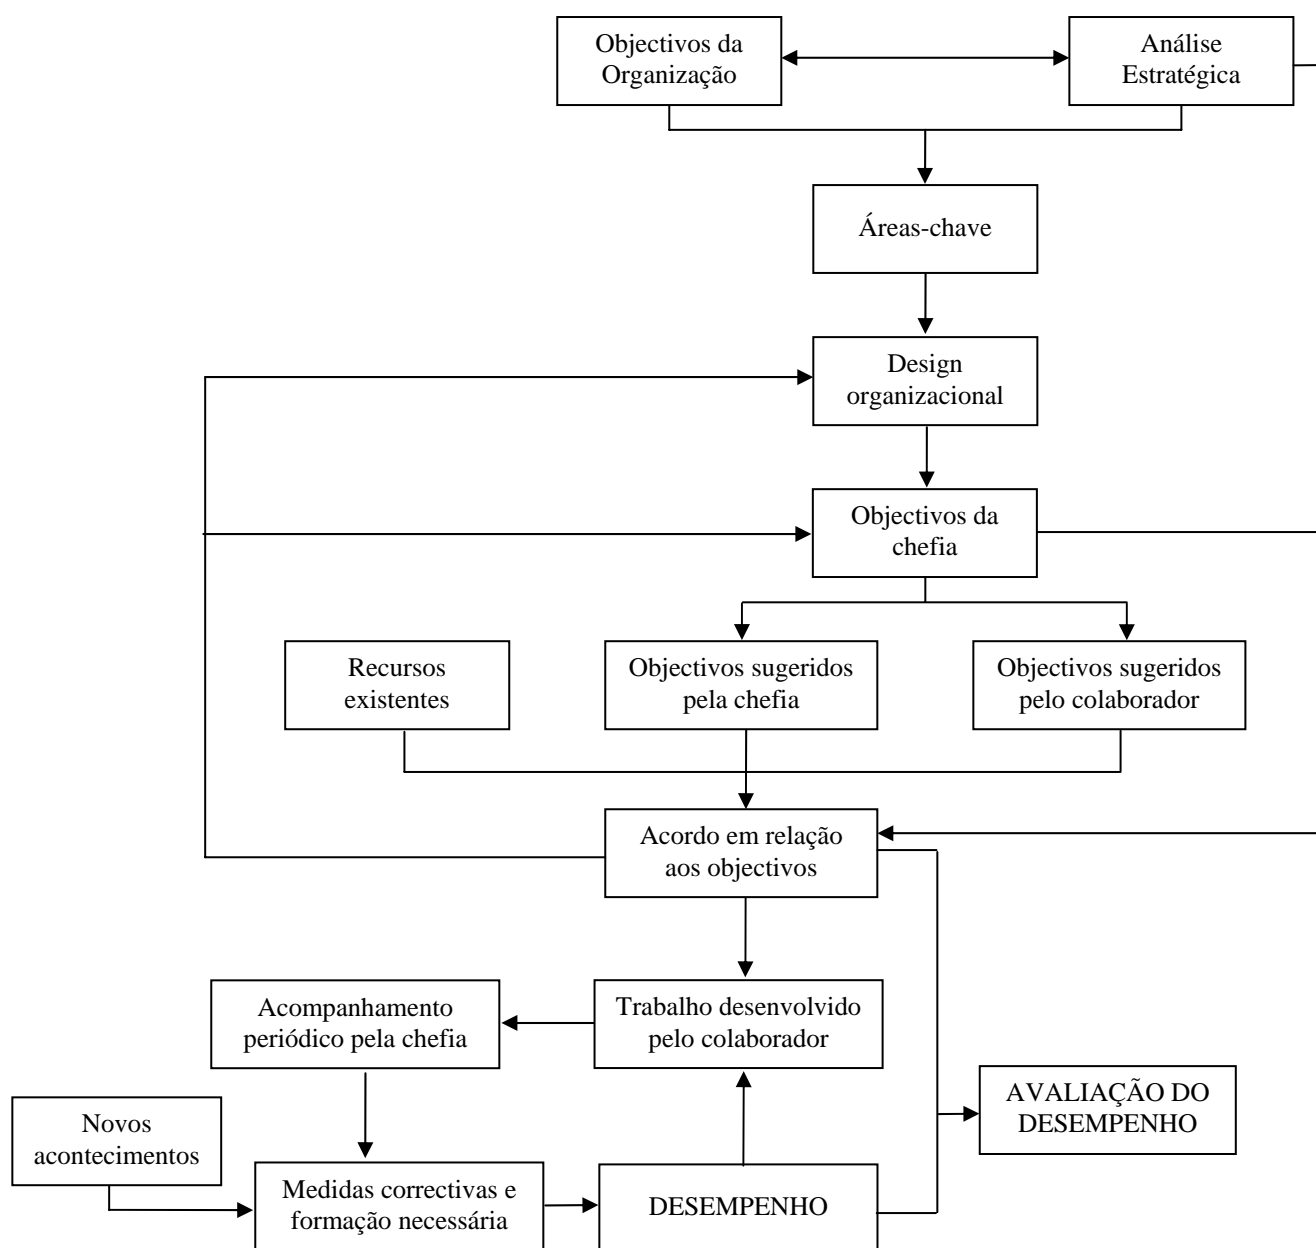 Objectivos da
Organização
Análise
Estratégica
Áreas-chave
Design
organizacional
Objectivos da
chefia
Recursos
existentes
Objectivos sugeridos
pela chefia
Objectivos sugeridos
pelo colaborador
Acordo em relação
aos objectivos
Acompanhamento
periódico pela chefia
Trabalho desenvolvido
pelo colaborador
AVALIAÇÃO DO
DESEMPENHO
Novos
acontecimentos
Medidas correctivas e
formação necessária
DESEMPENHO